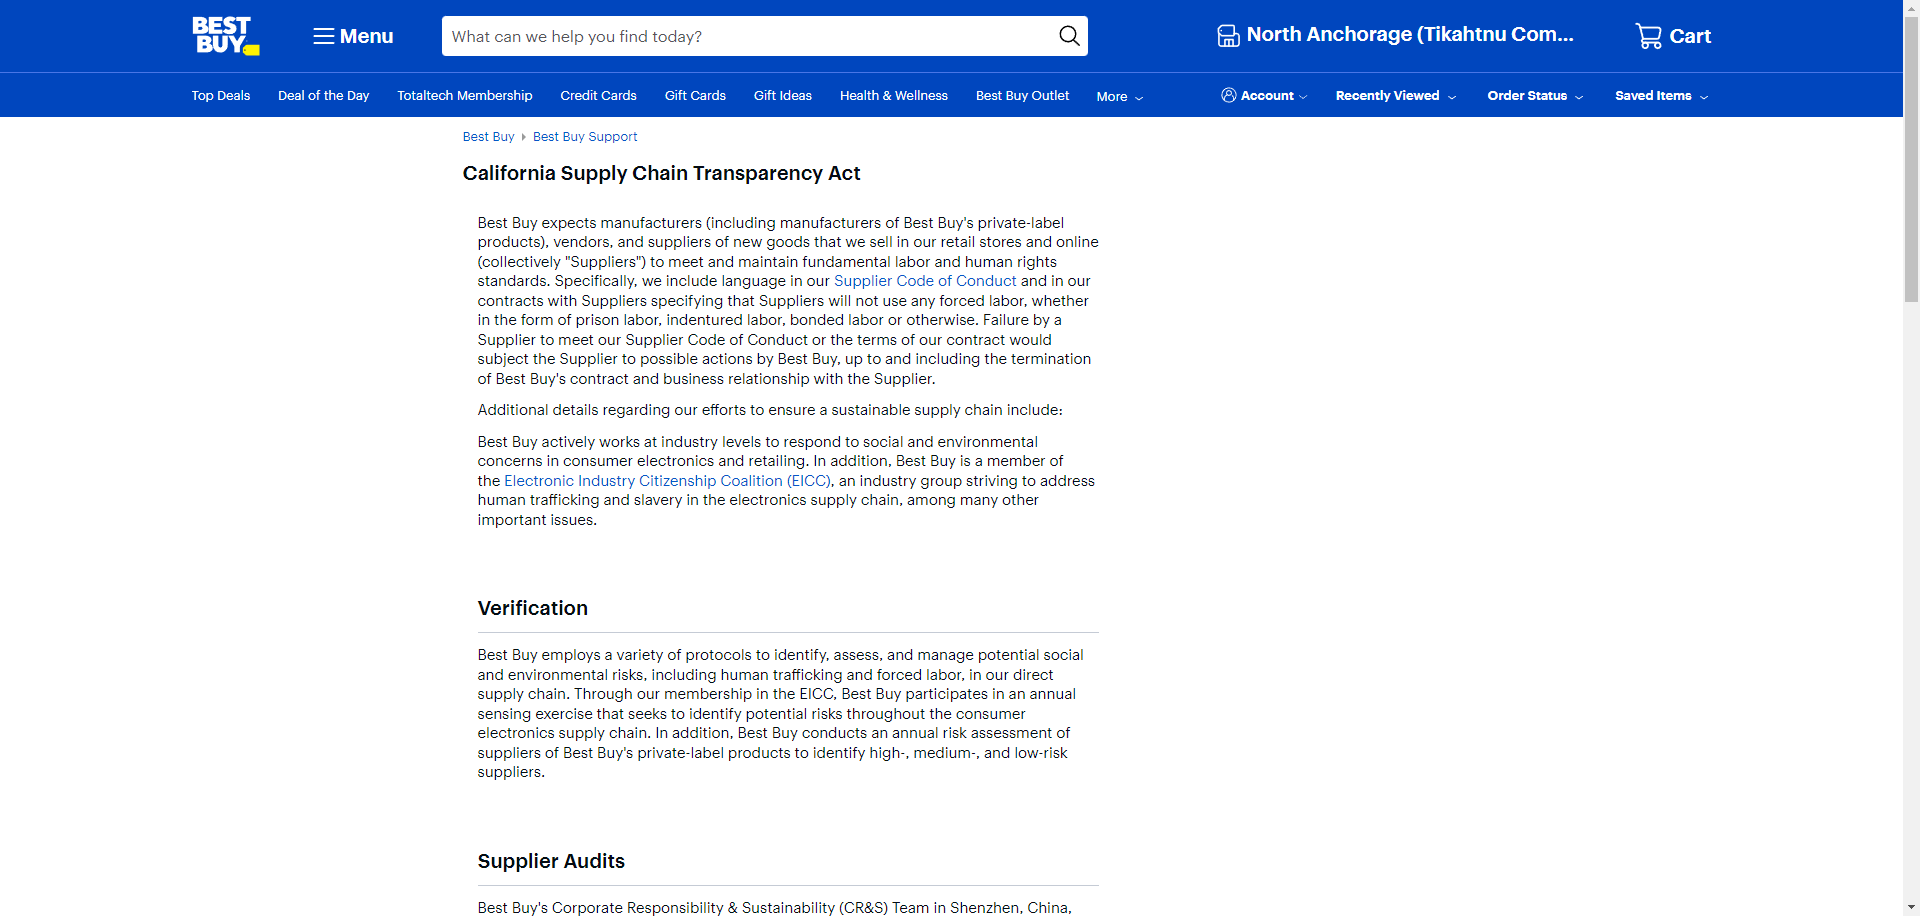 BEST BUY
Menu
What can we help you find today?
North Anchorage (Tikahtnu Com...
Cart
Top Deals
Deal of the Day
Totaltech Membership
Credit Cards
Gift Cards
Gift Ideas
Health & Wellness
Best Buy Outlet
More
Account
Recently Viewed
Order Status
Saved Items
Best Buy
Best Buy Support
California Supply Chain Transparency Act
Best Buy expects manufacturers (including manufacturers of Best Buy's private-label
products), vendors, and suppliers of new goods that we sell in our retail stores and online
(collectively "Suppliers") to meet and maintain fundamental labor and human rights
standards. Specifically, we include language in our Supplier Code of Conduct and in our
contracts with Suppliers specifying that Suppliers will not use any forced labor, whether
in the form of prison labor, indentured labor, bonded labor or otherwise. Failure by a
Supplier to meet our Supplier Code of Conduct or the terms of our contract would
subject the Supplier to possible actions by Best Buy, up to and including the termination
of Best Buy's contract and business relationship with the Supplier.
Additional details regarding our efforts to ensure a sustainable supply chain include:
Best Buy actively works at industry levels to respond to social and environmental
concerns in consumer electronics and retailing. In addition, Best Buy is a member of
the Electronic Industry Citizenship Coalition (EICC), an industry group striving to address
human trafficking and slavery in the electronics supply chain, among many other
important issues.
Verification
Best Buy employs a variety of protocols to identify, assess, and manage potential social
and environmental risks, including human trafficking and forced labor, in our direct
supply chain. Through our membership in the EICC, Best Buy participates in an annual
sensing exercise that seeks to identify potential risks throughout the consumer
electronics supply chain. In addition, Best Buy conducts an annual risk assessment of
suppliers of Best Buy's private-label products to identify high-, medium-, and low-risk
suppliers.
Supplier Audits
Best Buy's Corporate Responsibility & Sustainability (CR&S) Team in Shenzhen, China,